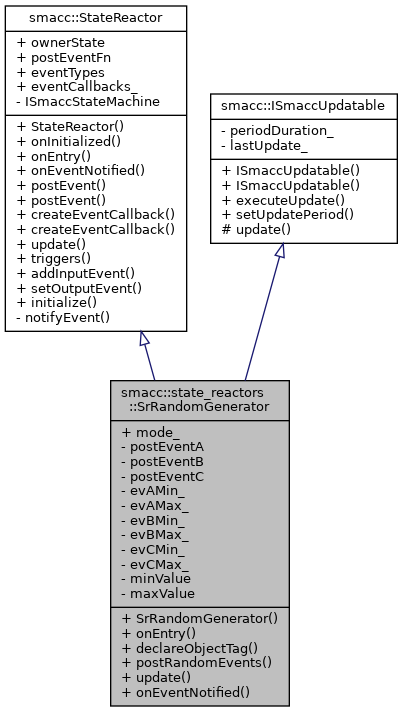 smacc::StateReactor
+ ownerState
+ postEventFn
+ eventTypes
+ eventCallbacks_
- ISmaccStateMachine
+ StateReactor()
+ onInitialized()
+ onEntry()
+ onEventNotified()
+ postEvent()
+ postEvent()
+ createEventCallback()
+ createEventCallback()
+ update()
+ triggers()
+ addInputEvent()
+ setOutputEvent()
+ initialize()
- notifyEvent()
smacc::ISmaccUpdatable
- periodDuration_
- lastUpdate_
+ ISmaccUpdatable()
+ ISmaccUpdatable()
+ executeUpdate()
+ setUpdatePeriod()
# update()
smacc::state_reactors
::SrRandomGenerator
+ mode_
- postEventA
- postEventB
- postEventC
- evAMin_
- evAMax_
- evBMin_
- evBMax_
- evCMin_
- evCMax_
- minValue
- maxValue
+ SrRandomGenerator()
+ onEntry()
+ declareObjectTag()
+ postRandomEvents()
+ update()
+ onEventNotified()